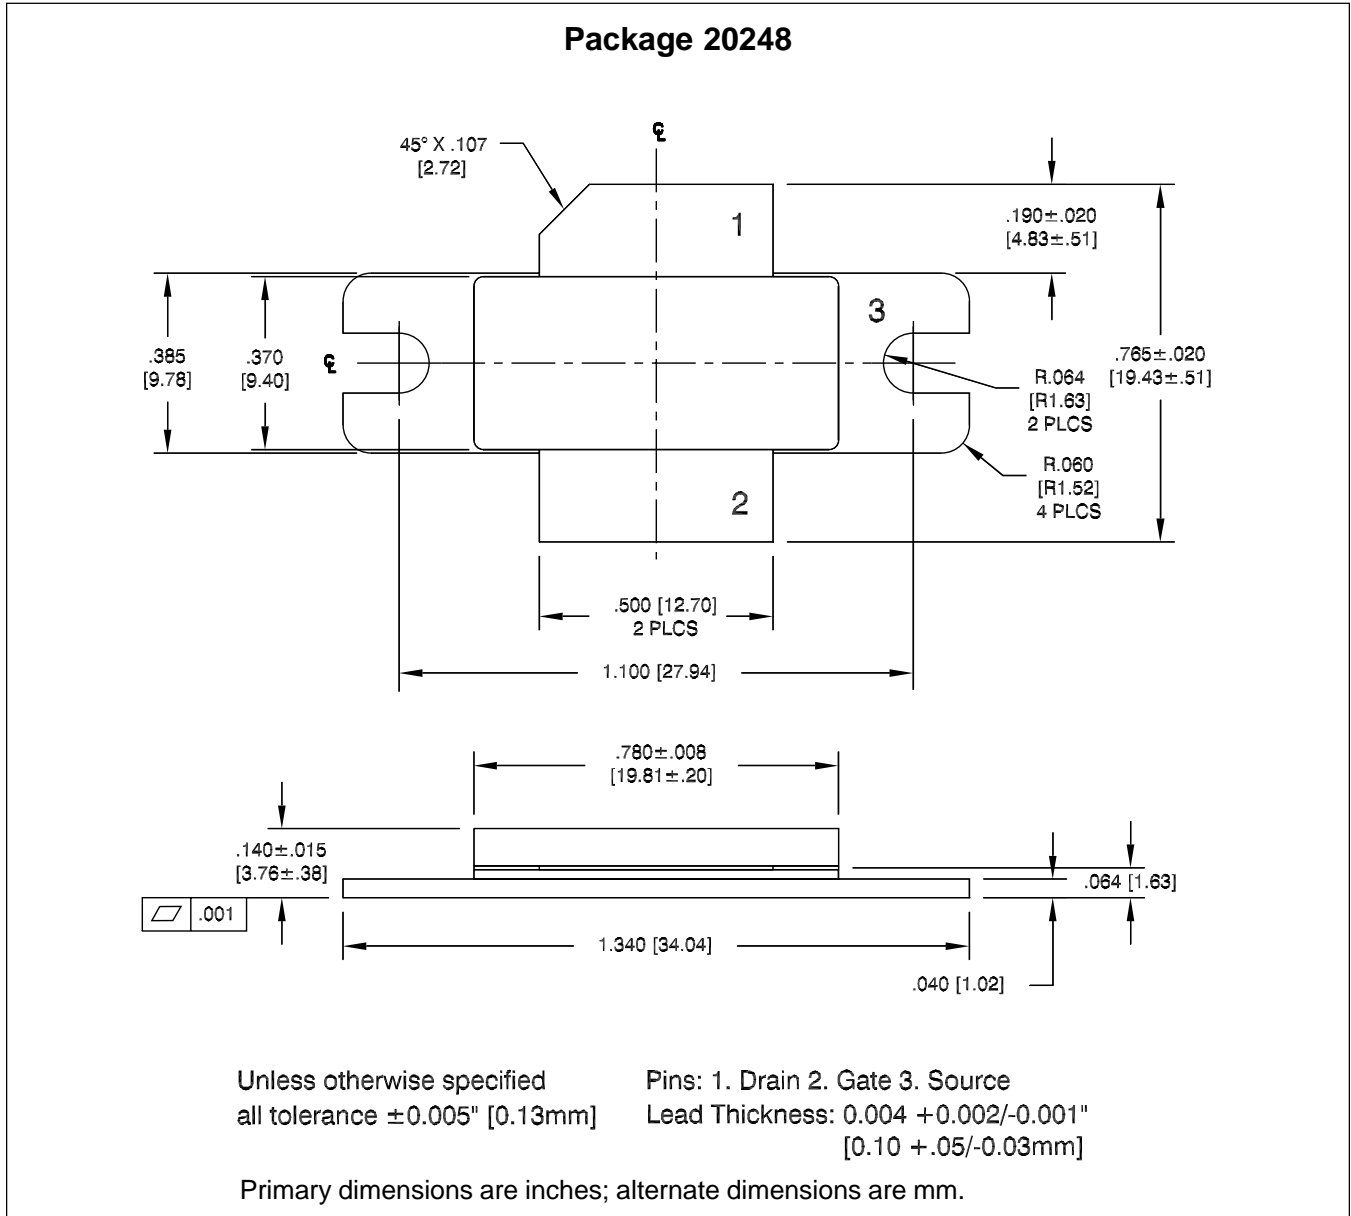 Package 20248
℄
45° X .107
[2.72]
1
.190±.020
[4.83±.51]
3
.385
[9.78]
.370
[9.40]
℄
.765±.020
[19.43±.51]
R.064
[R1.63]
2 PLCS
R.060
[R1.52]
4 PLCS
2
.500 [12.70]
2 PLCS
1.100 [27.94]
.780±.008
[19.81±.20]
.140±.015
[3.76±.38]
.064 [1.63]
.001
1.340 [34.04]
.040 [1.02]
Unless otherwise specified
all tolerance ±0.005" [0.13mm]
Pins: 1. Drain 2. Gate 3. Source
Lead Thickness: 0.004 +0.002/-0.001"
[0.10 +.05/-0.03mm]
Primary dimensions are inches; alternate dimensions are mm.